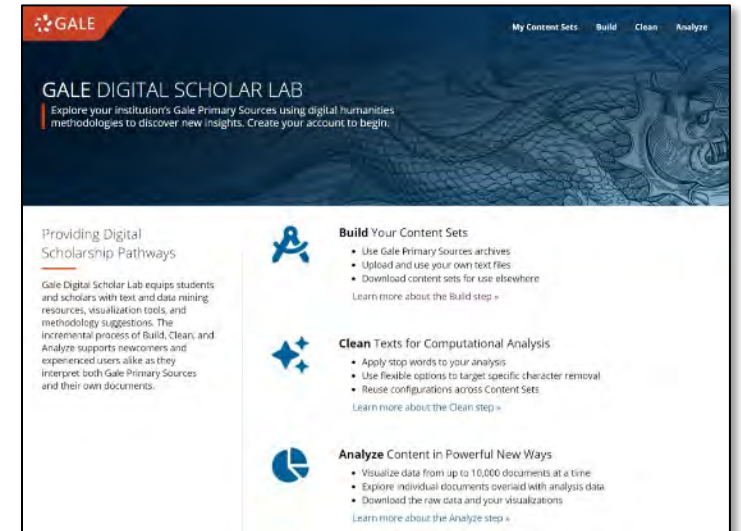 GALE
My Content Sets Build Clean Analyze
GALE DIGITAL SCHOLAR LAB
Explore your institution's Gale Primary Sources using digital humanities
methodologies to discover new insights. Create your account to begin.
Providing Digital
Scholarship Pathways
Gale Digital Scholar Lab equips students
and scholars with text and data mining
resources, visualization tools, and
methodology suggestions. The
incremental process of Build, Clean, and
Analyze supports newcomers and
experienced users alike as they
interpret both Gale Primary Sources
and their own documents.
Build Your Content Sets
• Use Gale Primary Sources archives
• Upload and use your own text files
• Download content sets for use elsewhere
Learn more about the Build step »
Clean Texts for Computational Analysis
• Apply stop words to your analysis
• Use flexible options to target specific character removal
• Reuse configurations across Content Sets
Learn more about the Clean step »
Analyze Content in Powerful New Ways
• Visualize data from up to 10,000 documents at a time
• Explore individual documents overlaid with analysis data
• Download the raw data and your visualizations
Learn more about the Analyze step »